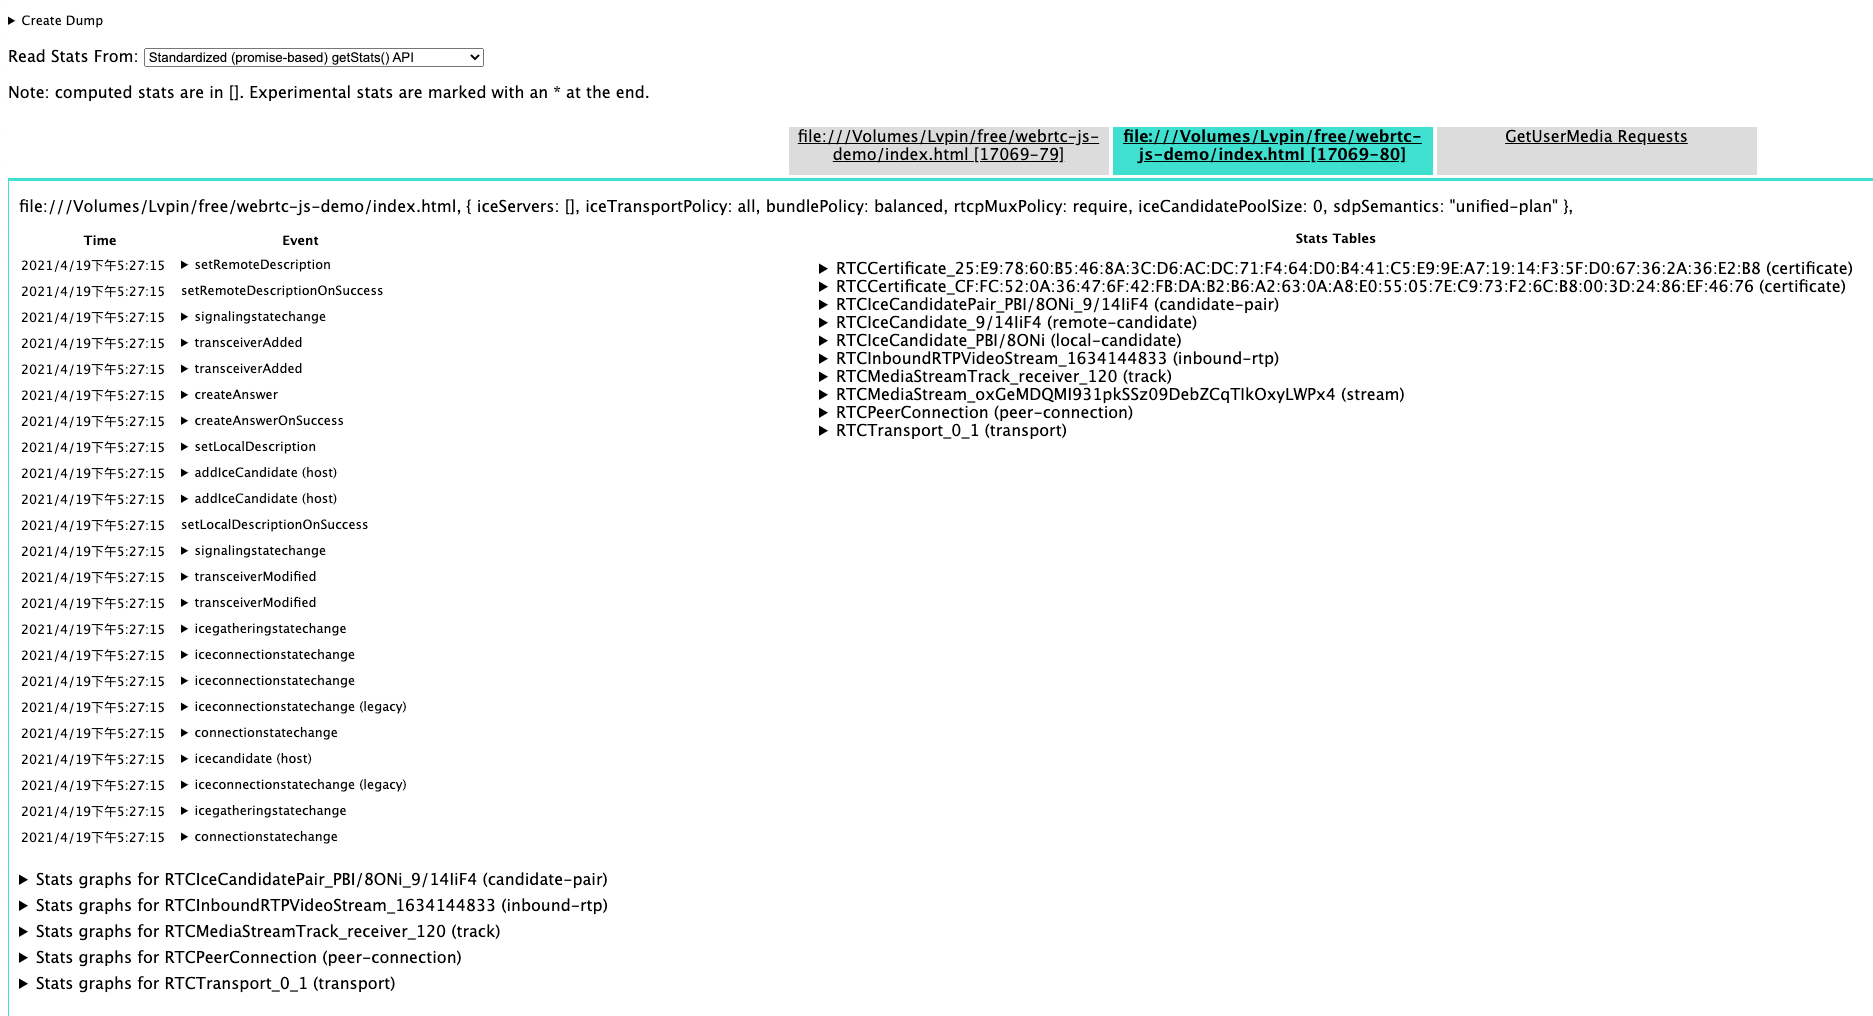 ▶ Create Dump
Read Stats From: Standardized (promise-based) getStats() API
Note: computed stats are in []. Experimental stats are marked with an * at the end.
file:///Volumes/Lvpin/free/webrtc-js-
demo/index.html [17069-79]
file:///Volumes/Lvpin/free/webrtc-
js-demo/index.html [17069-80]
GetUserMedia Requests
file:///Volumes/Lvpin/free/webrtc-js-demo/index.html, { iceServers: [], iceTransportPolicy: all, bundlePolicy: balanced, rtcpMuxPolicy: require, iceCandidatePoolSize: 0, sdpSemantics: "unified-plan" },
Time Event
2021/4/19下午5:27:15 ▶ setRemoteDescription
2021/4/19下午5:27:15 setRemoteDescriptionOnSuccess
2021/4/19下午5:27:15 ▶ signalingstatechange
2021/4/19下午5:27:15 ▶ transceiverAdded
2021/4/19下午5:27:15 ▶ transceiverAdded
2021/4/19下午5:27:15 ▶ createAnswer
2021/4/19下午5:27:15 ▶ createAnswerOnSuccess
2021/4/19下午5:27:15 ▶ setLocalDescription
2021/4/19下午5:27:15 ▶ addIceCandidate (host)
2021/4/19下午5:27:15 ▶ addIceCandidate (host)
2021/4/19下午5:27:15 setLocalDescriptionOnSuccess
2021/4/19下午5:27:15 ▶ signalingstatechange
2021/4/19下午5:27:15 ▶ transceiverModified
2021/4/19下午5:27:15 ▶ transceiverModified
2021/4/19下午5:27:15 ▶ icegatheringstatechange
2021/4/19下午5:27:15 ▶ iceconnectionstatechange
2021/4/19下午5:27:15 ▶ iceconnectionstatechange
2021/4/19下午5:27:15 ▶ iceconnectionstatechange (legacy)
2021/4/19下午5:27:15 ▶ connectionstatechange
2021/4/19下午5:27:15 ▶ icecandidate (host)
2021/4/19下午5:27:15 ▶ iceconnectionstatechange (legacy)
2021/4/19下午5:27:15 ▶ icegatheringstatechange
2021/4/19下午5:27:15 ▶ connectionstatechange
Stats Tables
▶ RTCCertificate_25:E9:78:60:B5:46:8A:3C:D6:AC:DC:71:F4:64:D0:B4:41:C5:E9:9E:A7:19:14:F3:5F:D0:67:36:2A:36:E2:B8 (certificate)
▶ RTCCertificate_CF:FC:52:0A:36:47:6F:42:FB:DA:B2:B6:A2:63:0A:A8:E0:55:05:7E:C9:73:F2:6C:B8:00:3D:24:86:EF:46:76 (certificate)
▶ RTCIceCandidatePair_PBI/8ONi_9/14IiF4 (candidate-pair)
▶ RTCIceCandidate_9/14IiF4 (remote-candidate)
▶ RTCIceCandidate_PBI/8ONi (local-candidate)
▶ RTCInboundRTPVideoStream_1634144833 (inbound-rtp)
▶ RTCMediaStreamTrack_receiver_120 (track)
▶ RTCMediaStream_oxGeMDQMI931pkSSz09DebZCqTIkOxyLWPx4 (stream)
▶ RTCPeerConnection (peer-connection)
▶ RTCTransport_0_1 (transport)
▶ Stats graphs for RTCIceCandidatePair_PBI/8ONi_9/14IiF4 (candidate-pair)
▶ Stats graphs for RTCInboundRTPVideoStream_1634144833 (inbound-rtp)
▶ Stats graphs for RTCMediaStreamTrack_receiver_120 (track)
▶ Stats graphs for RTCPeerConnection (peer-connection)
▶ Stats graphs for RTCTransport_0_1 (transport)